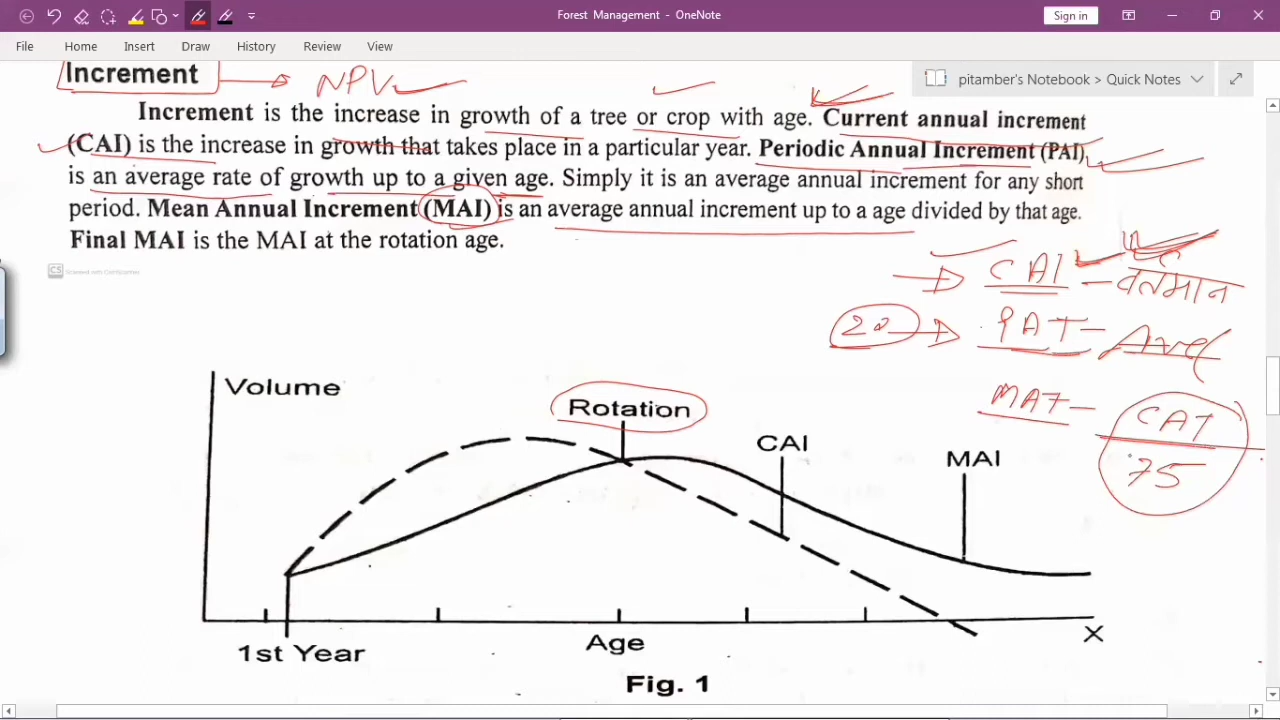 Forest Management - OneNote
Sign in
File Home Insert Draw History Review View
pitamber's Notebook > Quick Notes
Increment
NPV
Increment is the increase in growth of a tree or crop with age. Current annual increment
(CAI) is the increase in growth that takes place in a particular year. Periodic Annual Increment (PAI)
is an average rate of growth up to a given age. Simply it is an average annual increment for any short
period. Mean Annual Increment (MAI) is an average annual increment up to a age divided by that age.
Final MAI is the MAI at the rotation age.
CS Scanned with CamScanner
CAI - वर्तमान
20 PAI -
MAI - CAI
75
Volume
Rotation
CAI
MAI
1st Year
Age
X
Fig. 1